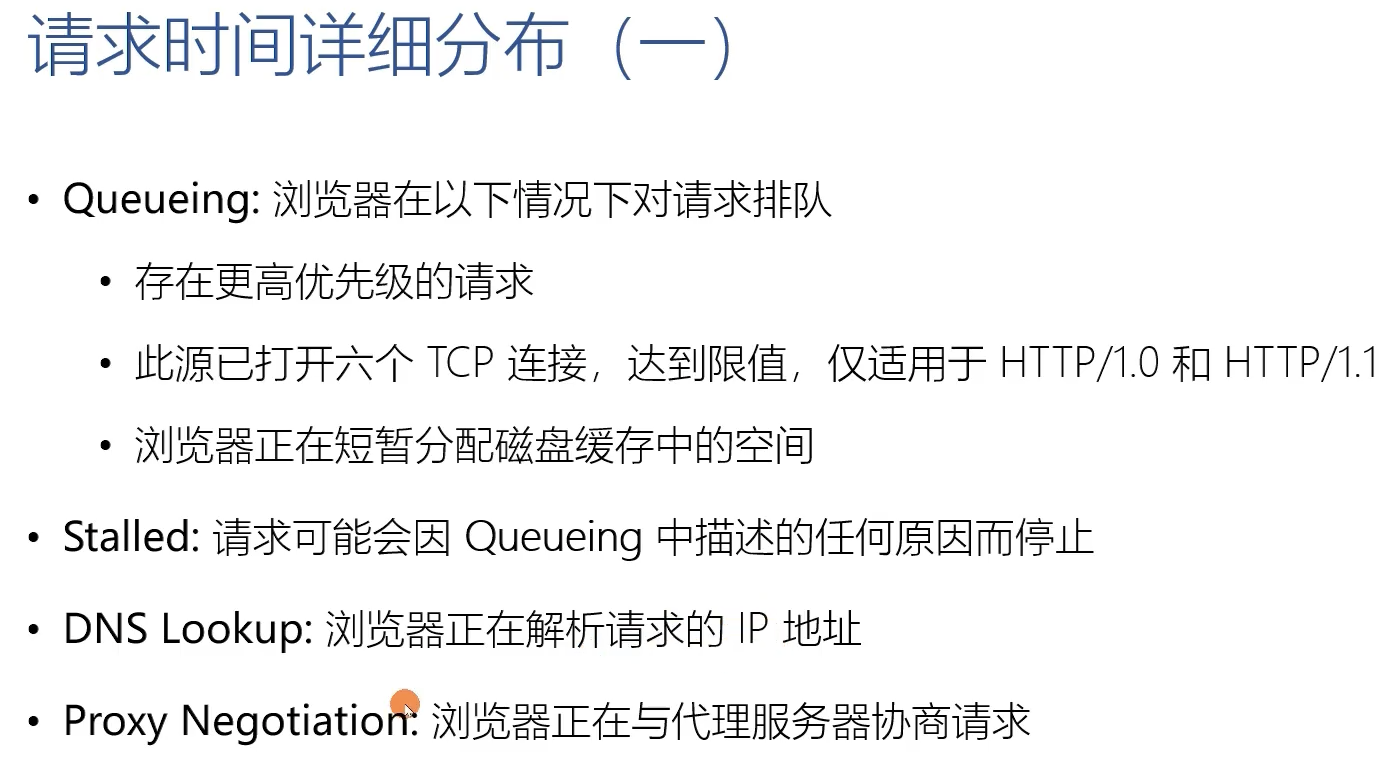 请求时间详细分布（一）
• Queueing: 浏览器在以下情况下对请求排队
• 存在更高优先级的请求
• 此源已打开六个 TCP 连接，达到限值，仅适用于 HTTP/1.0 和 HTTP/1.1
• 浏览器正在短暂分配磁盘缓存中的空间
• Stalled: 请求可能会因 Queueing 中描述的任何原因而停止
• DNS Lookup: 浏览器正在解析请求的 IP 地址
• Proxy Negotiation: 浏览器正在与代理服务器协商请求